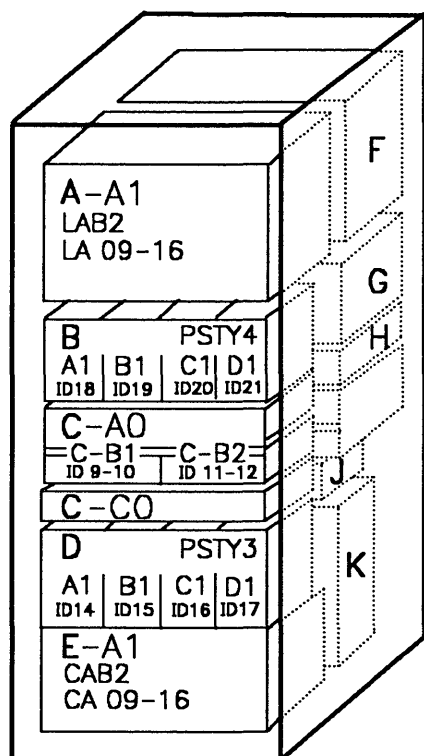 A-A1
LAB2
LA 09-16
B PSTY4
A1 B1 C1 D1
ID18 ID19 ID20 ID21
C-A0
C-B1 C-B2
ID 9-10 ID 11-12
C-C0
D PSTY3
A1 B1 C1 D1
ID14 ID15 ID16 ID17
E-A1
CAB2
CA 09-16
F
G
H
J
K